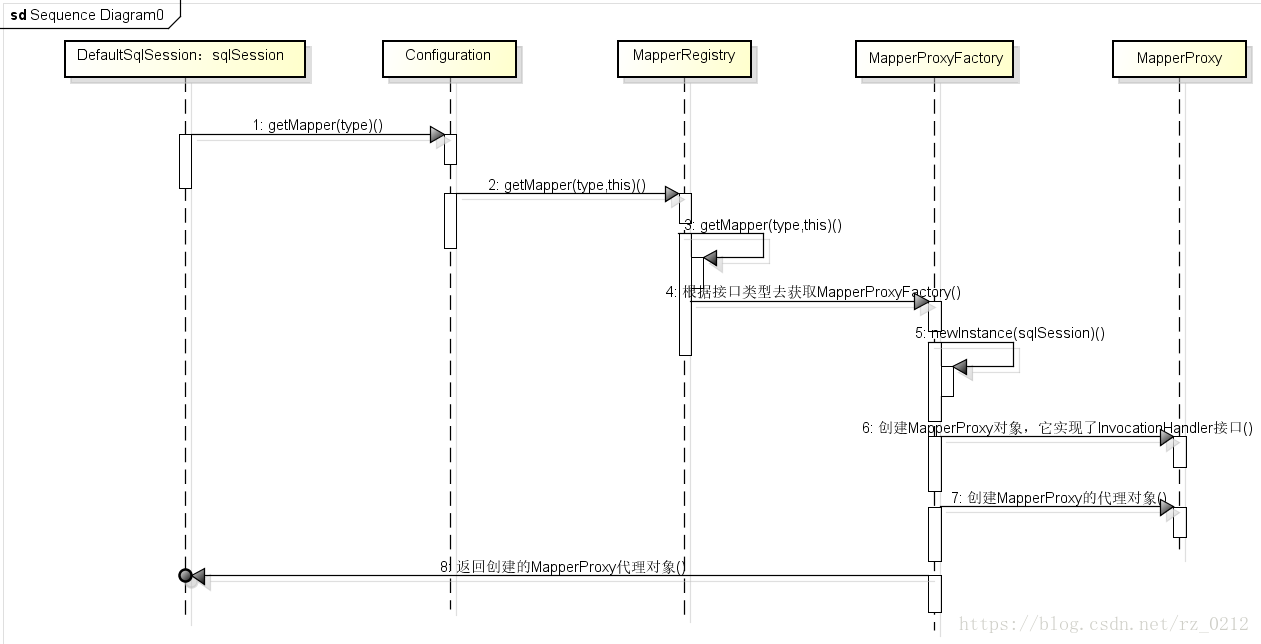 sd Sequence Diagram0
DefaultSqlSession：sqlSession
Configuration
MapperRegistry
MapperProxyFactory
MapperProxy
1: getMapper(type)()
2: getMapper(type,this)()
3: getMapper(type,this)()
4: 根据接口类型去获取MapperProxyFactory()
5: newInstance(sqlSession)()
6: 创建MapperProxy对象，它实现了InvocationHandler接口()
7: 创建MapperProxy的代理对象()
8: 返回创建的MapperProxy代理对象()
https://blog.csdn.net/rz_0212